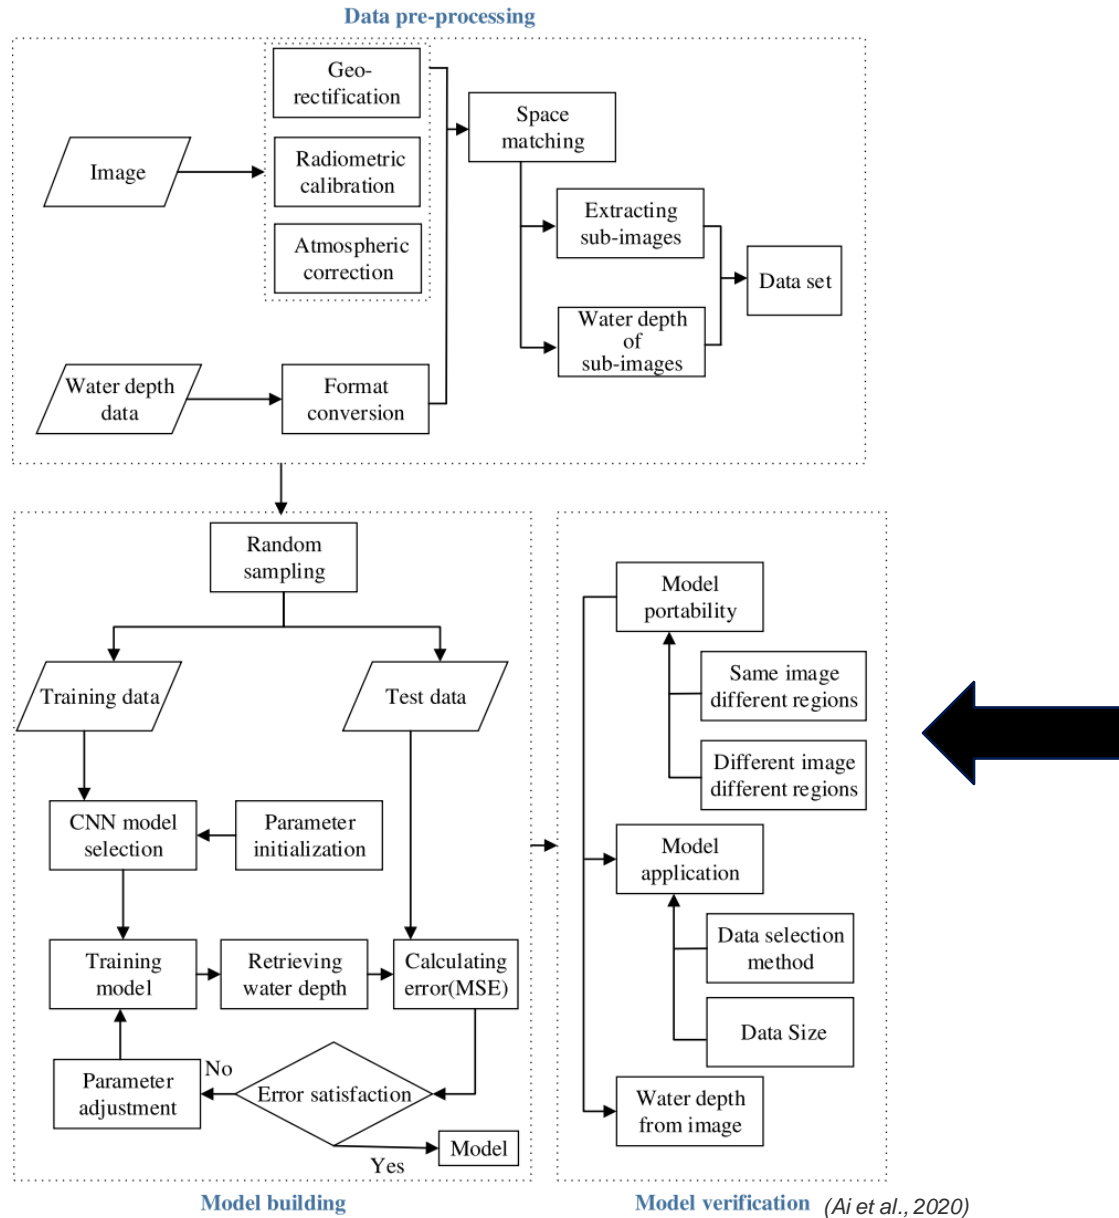 Data pre-processing
Geo-
rectification
Image
Radiometric
calibration
Atmospheric
correction
Space
matching
Extracting
sub-images
Water depth
of
sub-images
Data set
Water depth
data
Format
conversion
Random
sampling
Training data
Test data
CNN model
selection
Parameter
initialization
Training
model
Retrieving
water depth
Calculating
error(MSE)
Parameter
adjustment
No
Error satisfaction
Yes
Model
Model building
Model
portability
Same image
different regions
Different image
different regions
Model
application
Data selection
method
Data Size
Water depth
from image
Model verification
(Ai et al., 2020)